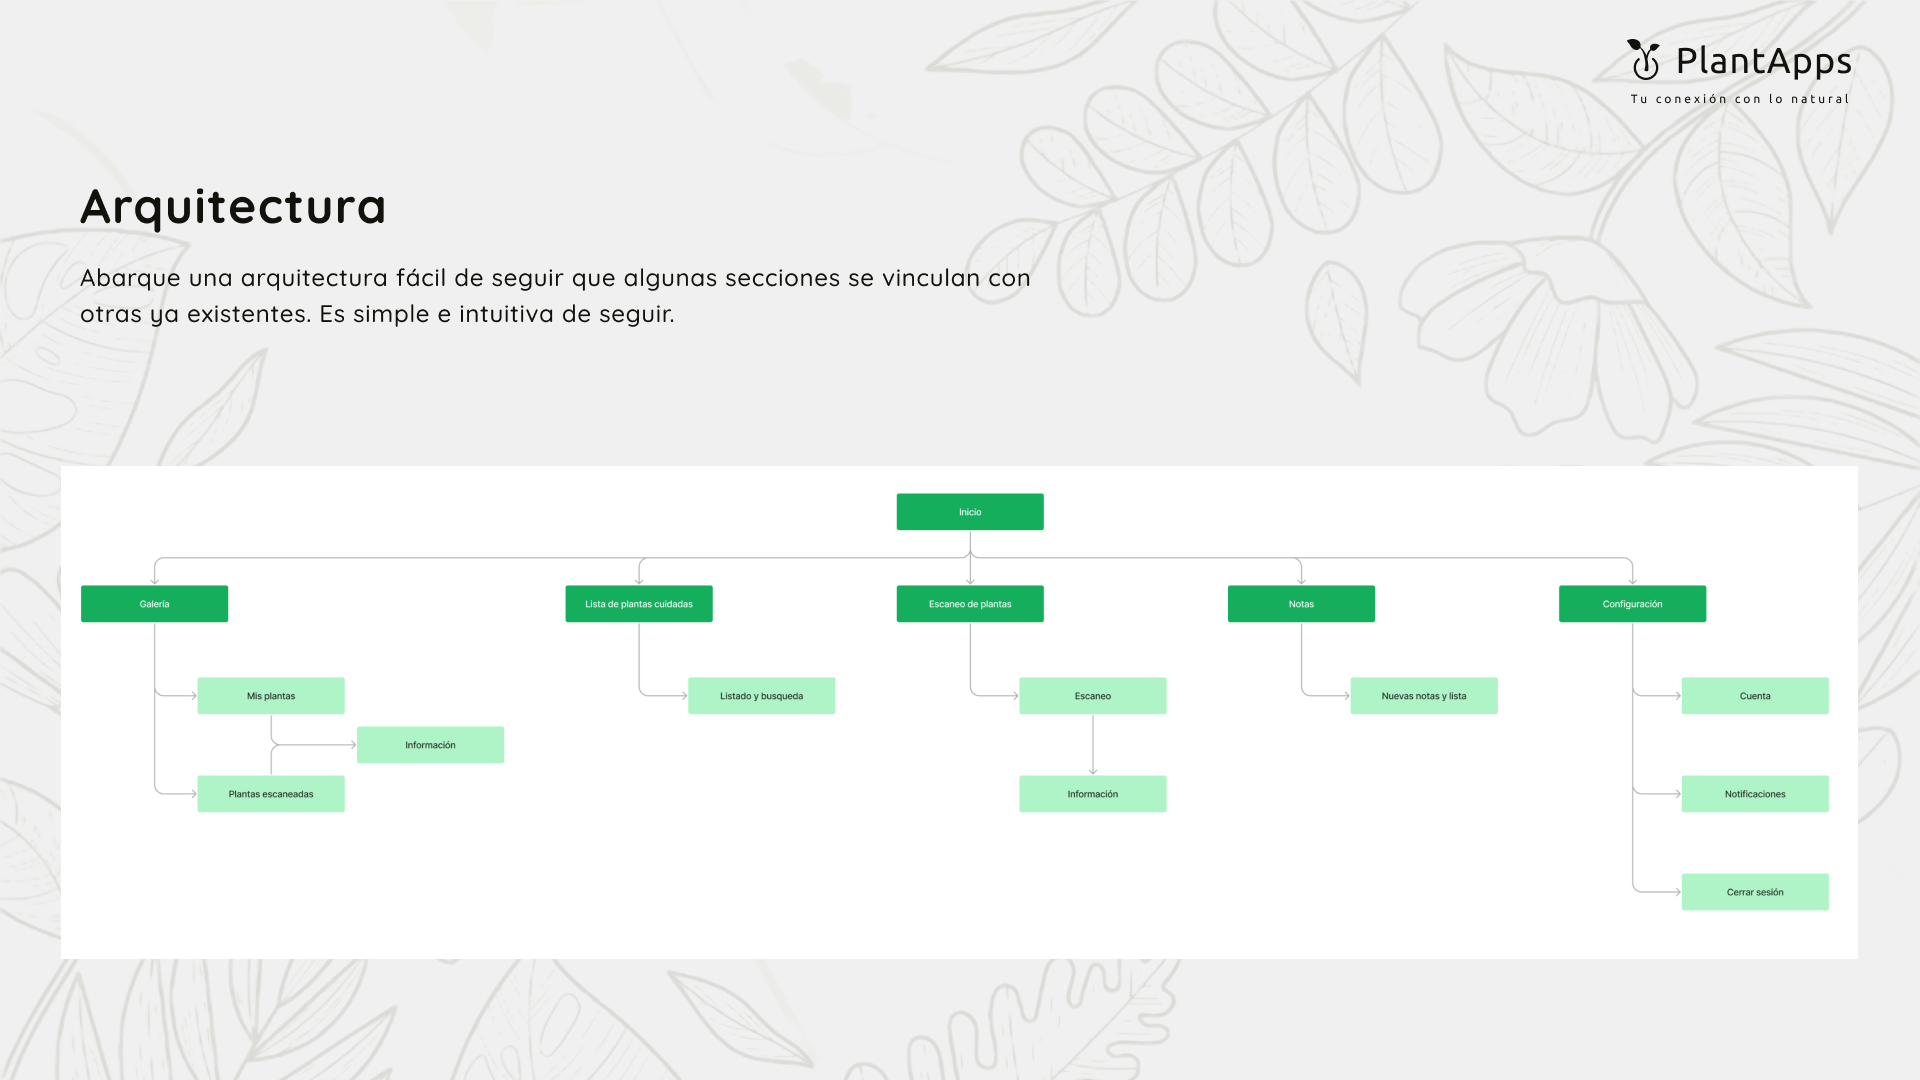 PlantApps
Tu conexión con lo natural
Arquitectura
Abarque una arquitectura fácil de seguir que algunas secciones se vinculan con
otras ya existentes. Es simple e intuitiva de seguir.
Inicio
Galería
Lista de plantas cuidadas
Escaneo de plantas
Notas
Configuración
Mis plantas
Listado y busqueda
Escaneo
Nuevas notas y lista
Cuenta
Información
Plantas escaneadas
Información
Notificaciones
Cerrar sesión